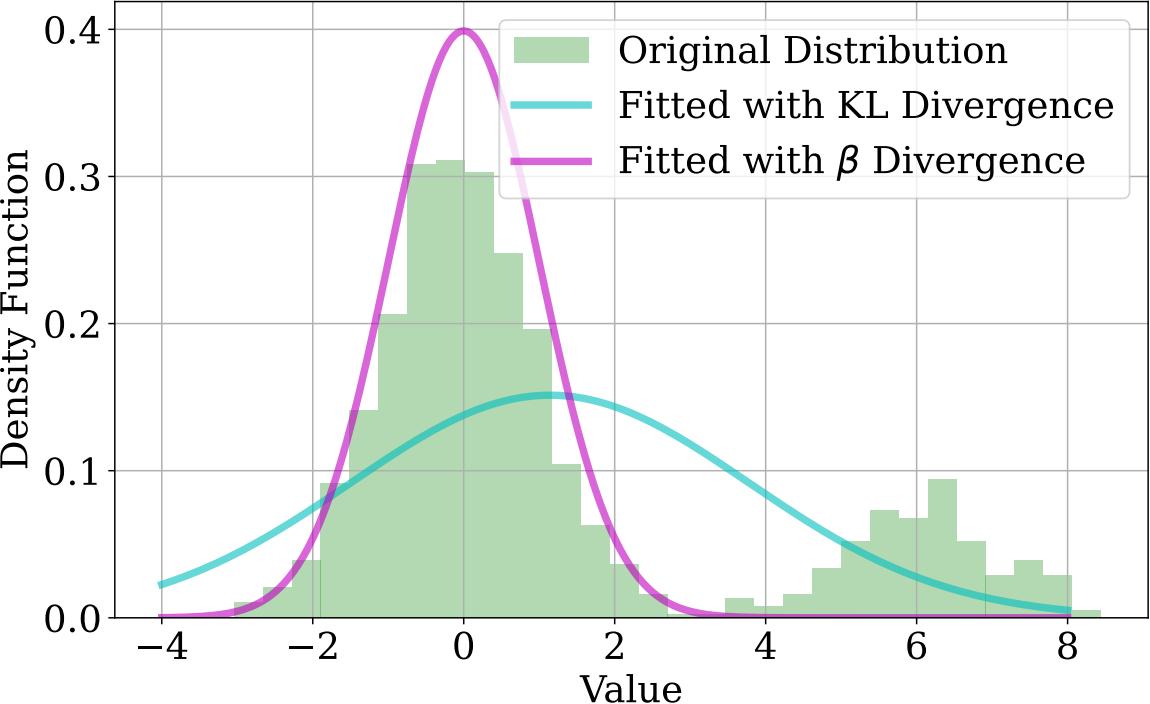 Original Distribution
Fitted with KL Divergence
Fitted with β Divergence
Density Function
0.4
0.3
0.2
0.1
0.0
−4 −2 0 2 4 6 8
Value